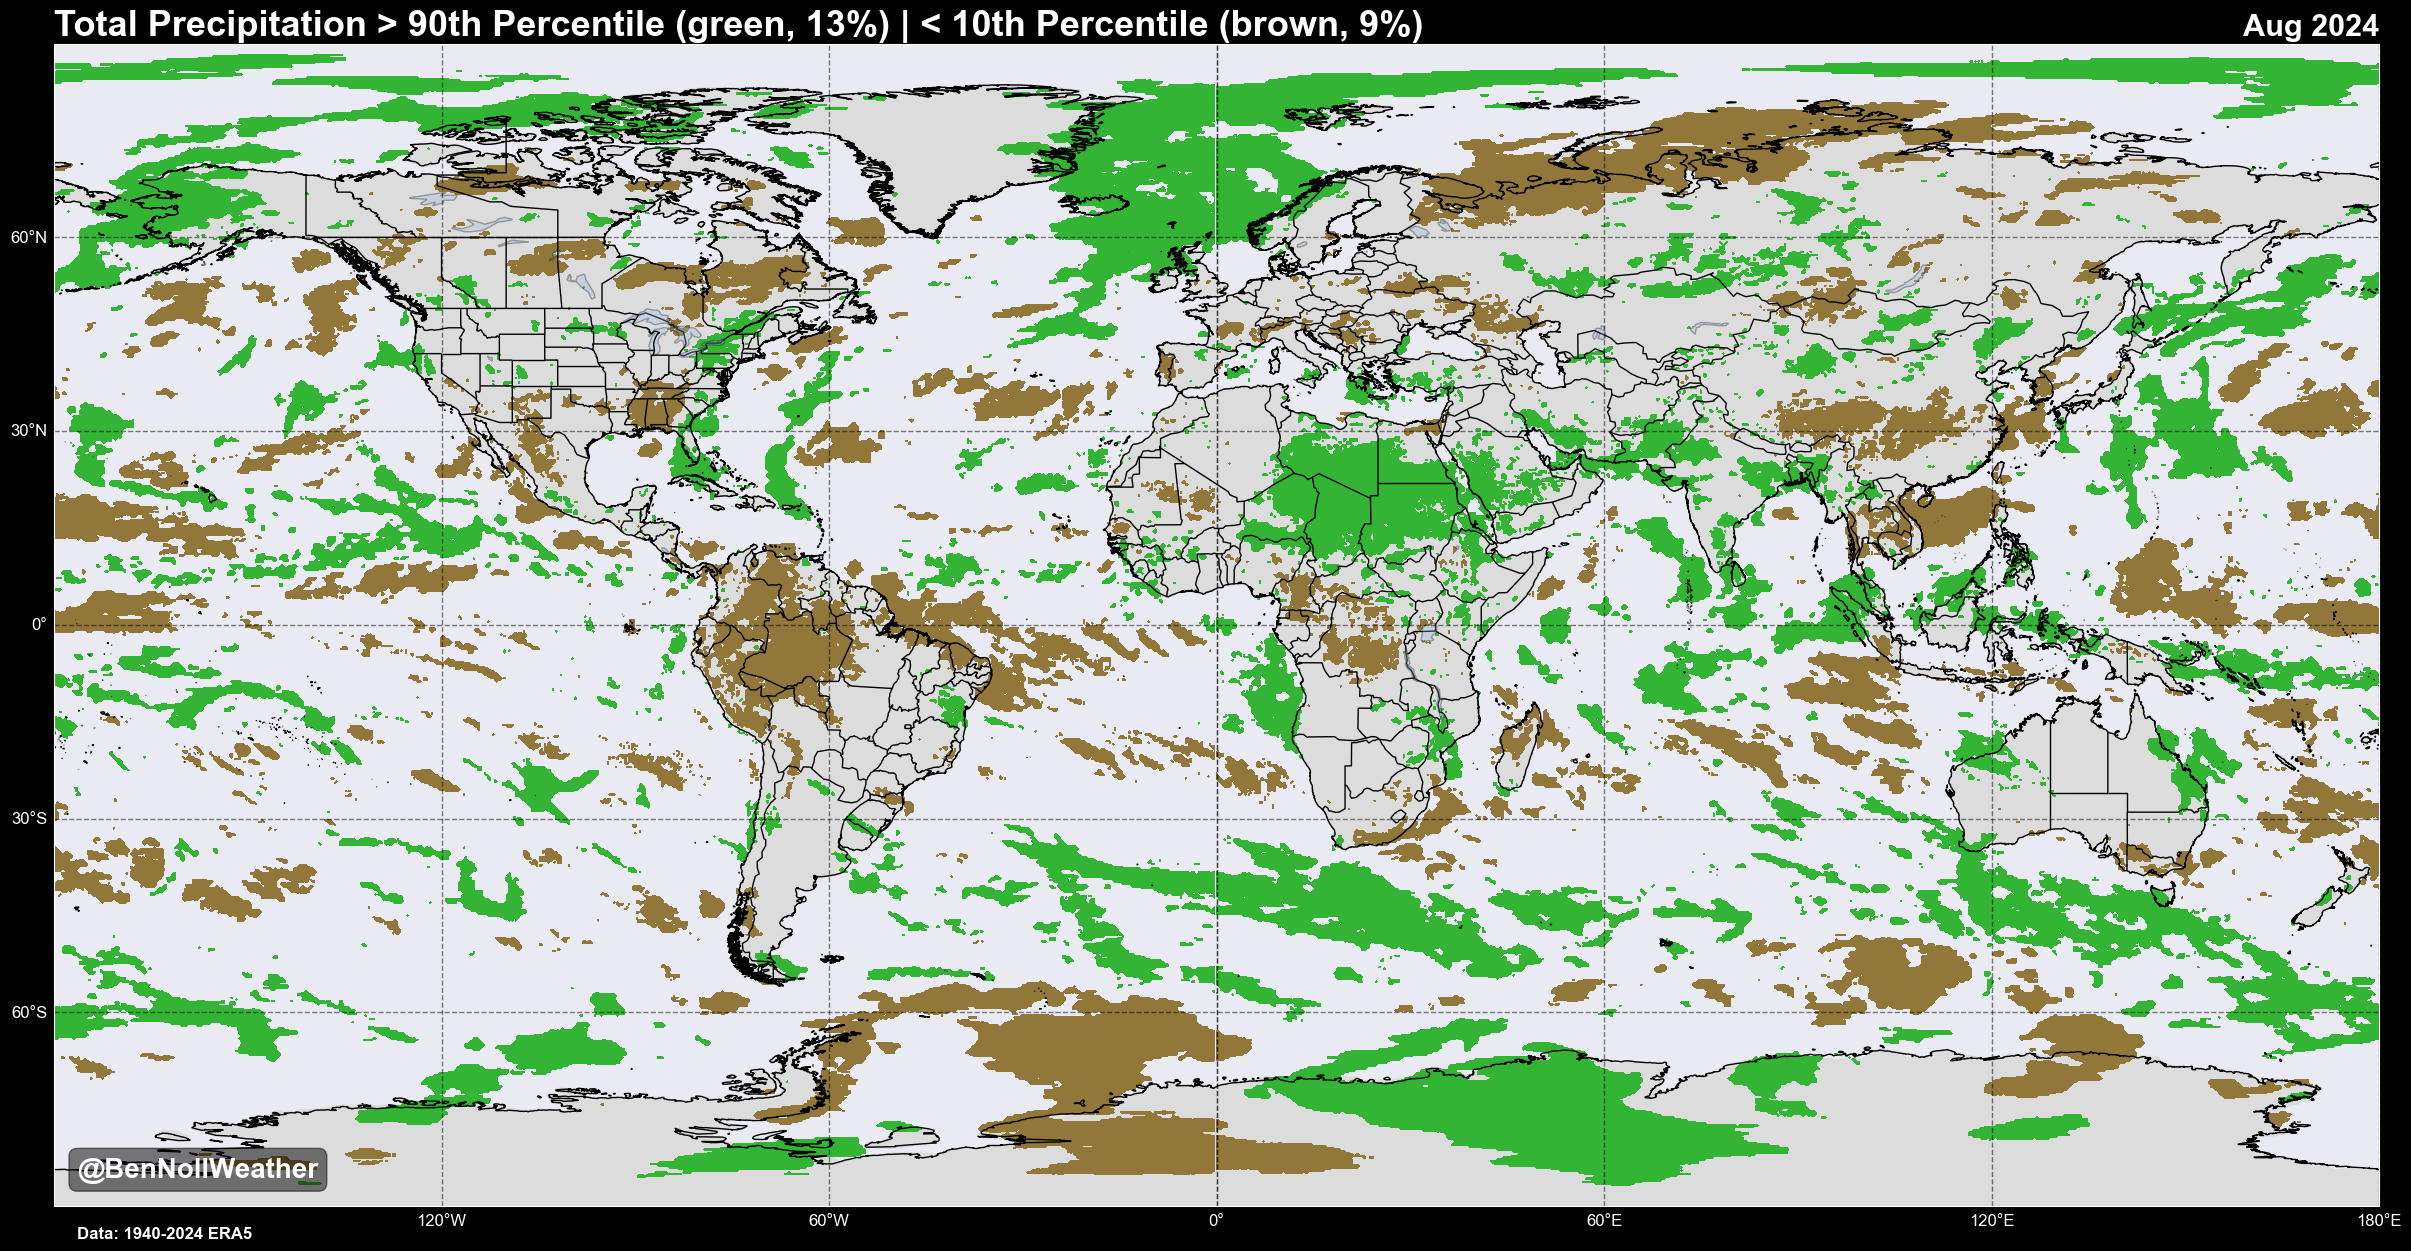 Total Precipitation > 90th Percentile (green, 13%) | < 10th Percentile (brown, 9%)
Aug 2024
60°N
30°N
0°
30°S
60°S
@BenNollWeather
120°W
60°W
0°
60°E
120°E
180°E
Data: 1940-2024 ERA5